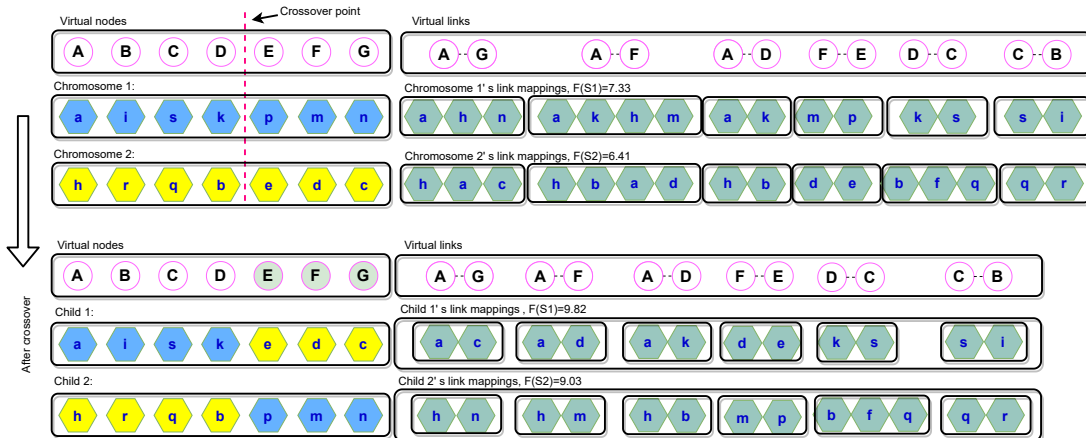 Crossover point
Virtual nodes
Virtual links
A B C D E F G
A--G A--F A--D F--E D--C C--B
Chromosome 1:
Chromosome 1' s link mappings, F(S1)=7.33
a i s k p m n
a h n a k h m a k m p k s s i
Chromosome 2:
Chromosome 2's link mappings, F(S2)=6.41
h r q b e d c
h a c h b a d h b d e b f q q r
After crossover
Virtual nodes
Virtual links
A B C D E F G
A--G A--F A--D F--E D--C C--B
Child 1:
Child 1' s link mappings , F(S1)=9.82
a i s k e d c
a c a d a k d e k s s i
Child 2:
Child 2's link mappings, F(S2)=9.03
h r q b p m n
h n h m h b m p b f q q r